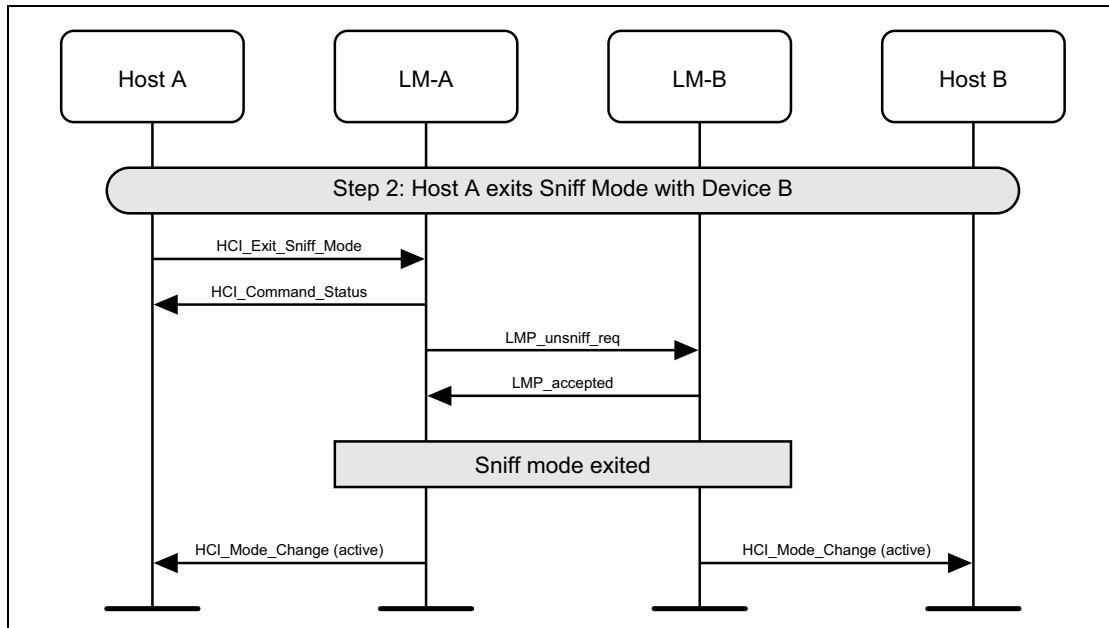 Host A
LM-A
LM-B
Host B
Step 2: Host A exits Sniff Mode with Device B
HCI_Exit_Sniff_Mode
HCI_Command_Status
LMP_unsniff_req
LMP_accepted
Sniff mode exited
HCI_Mode_Change (active)
HCI_Mode_Change (active)